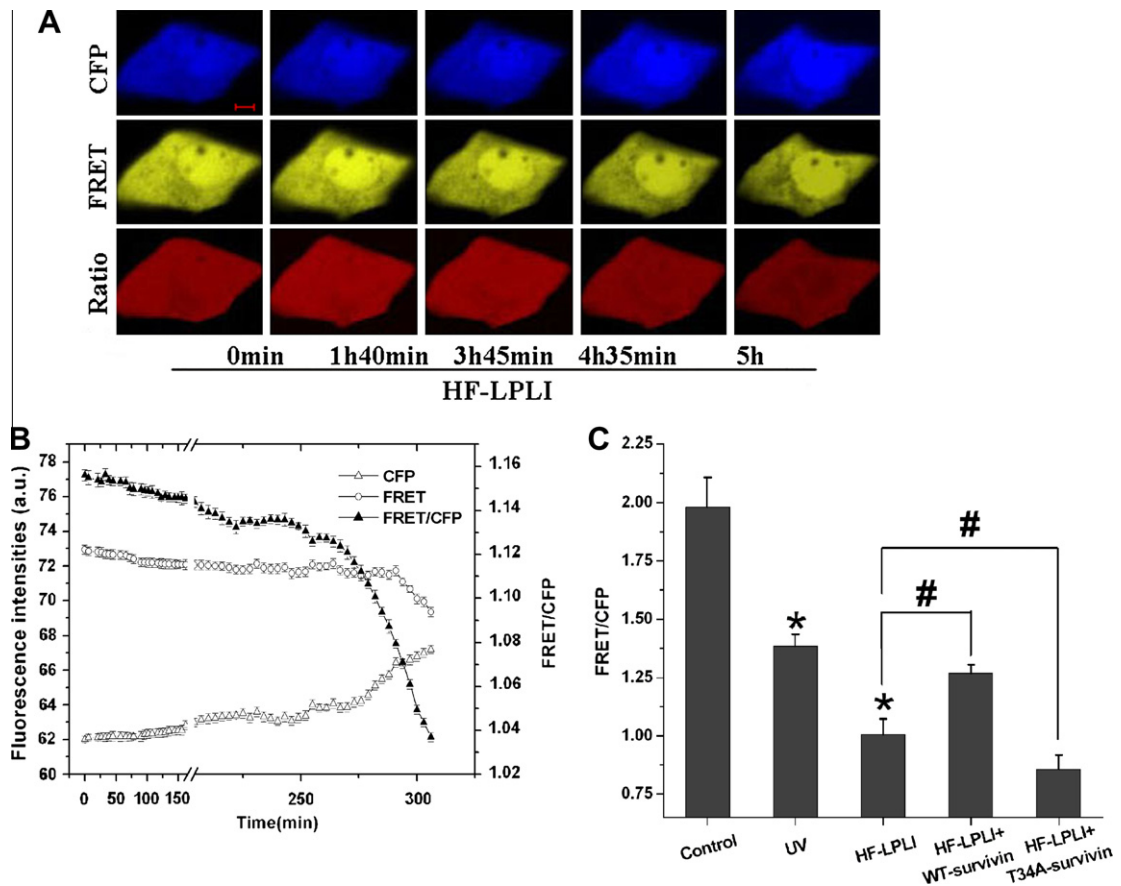 A
CFP
FRET
Ratio
0min 1h40min 3h45min 4h35min 5h
HF-LPLI
B
Fluorescence intensities (a.u.)
78
76
74
72
70
68
66
64
62
60
CFP
FRET
FRET/CFP
1.16
1.14
1.12
1.10
1.08
1.06
1.04
1.02
FRET/CFP
0 50 100 150 250 300
Time(min)
C
FRET/CFP
2.25
2.00
1.75
1.50
1.25
1.00
0.75
*
*
#
#
Control
UV
HF-LPLI
HF-LPLI+
WT-survivin
HF-LPLI+
T34A-survivin